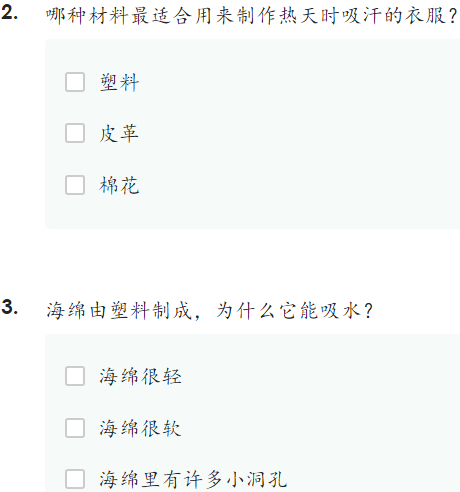 2. 哪种材料最适合用来制作热天时吸汗的衣服？
塑料
皮革
棉花
3. 海绵由塑料制成，为什么它能吸水？
海绵很轻
海绵很软
海绵里有许多小洞孔